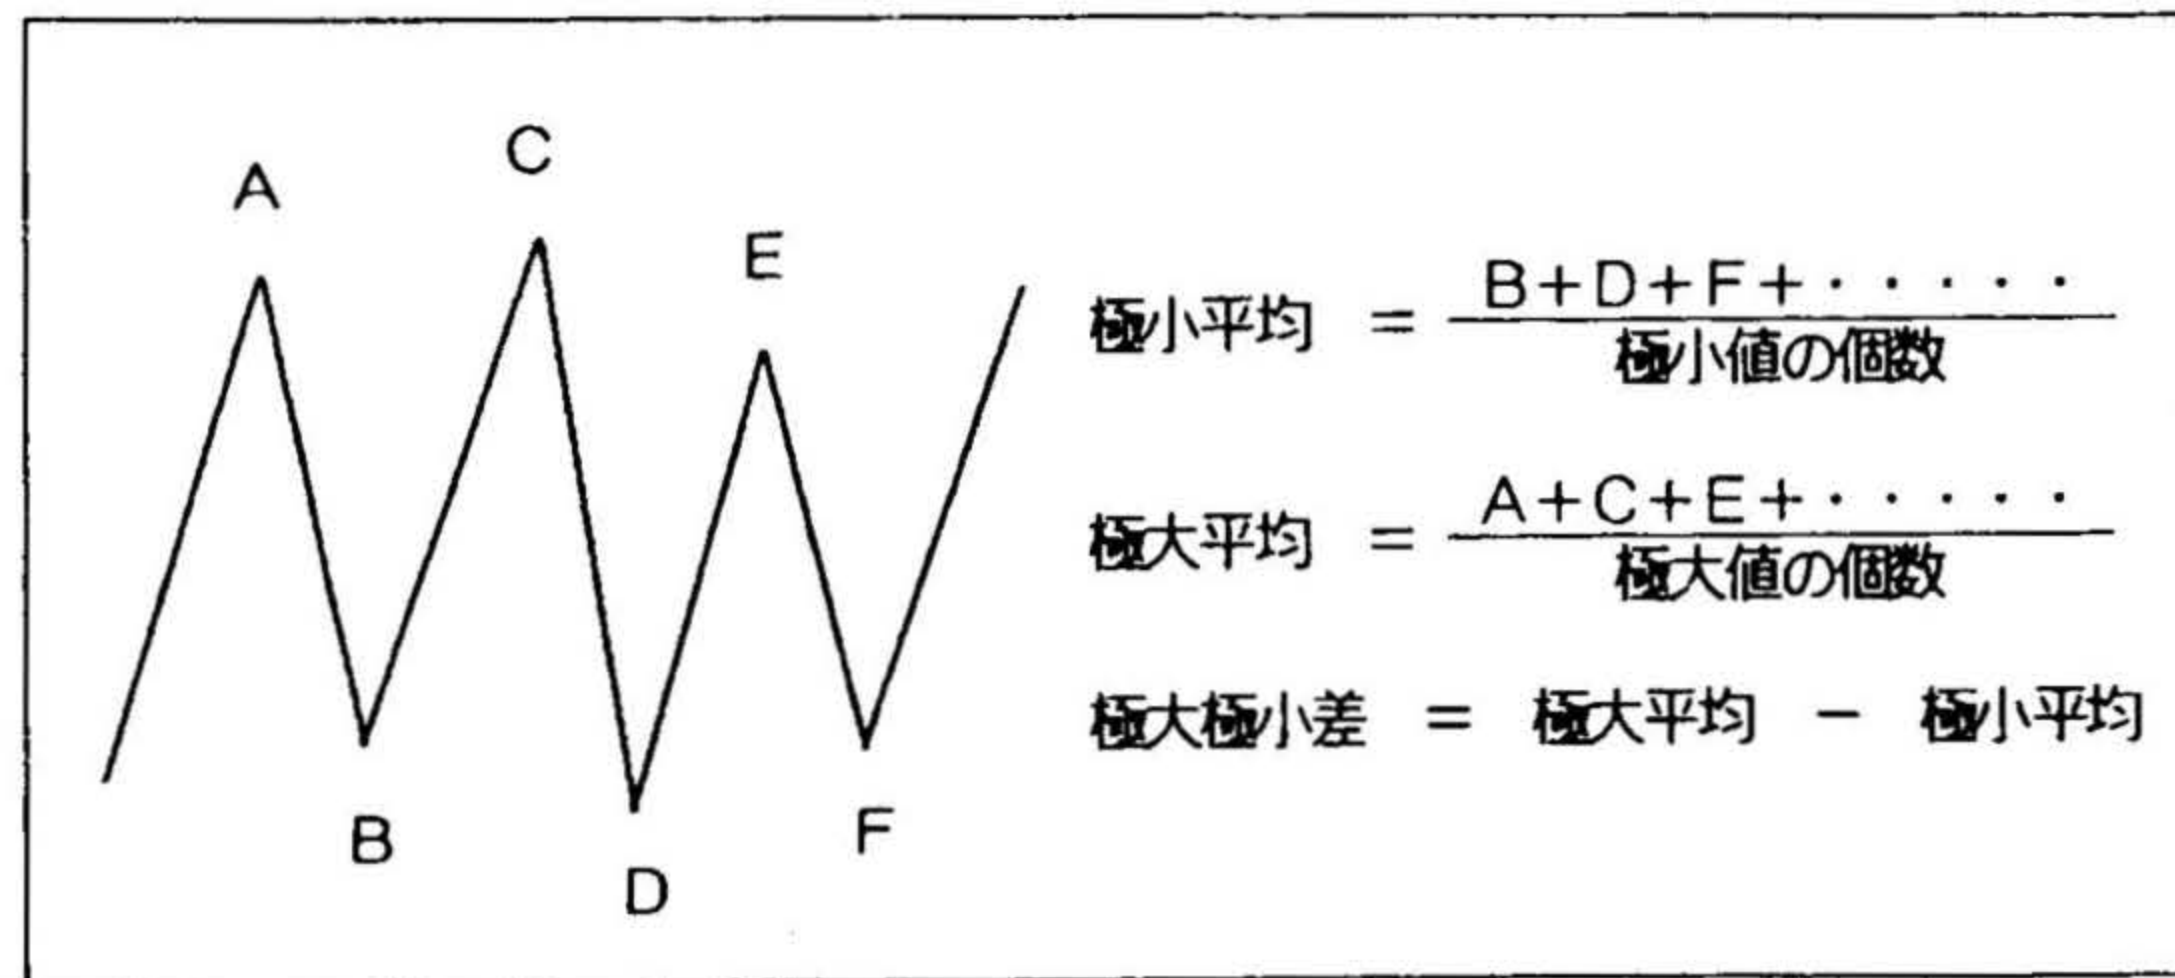 A
C
E
B
D
F
極小平均 = B+D+F+・・・・・
極小値の個数
極大平均 = A+C+E+・・・・・
極大値の個数
極大極小差 = 極大平均 − 極小平均